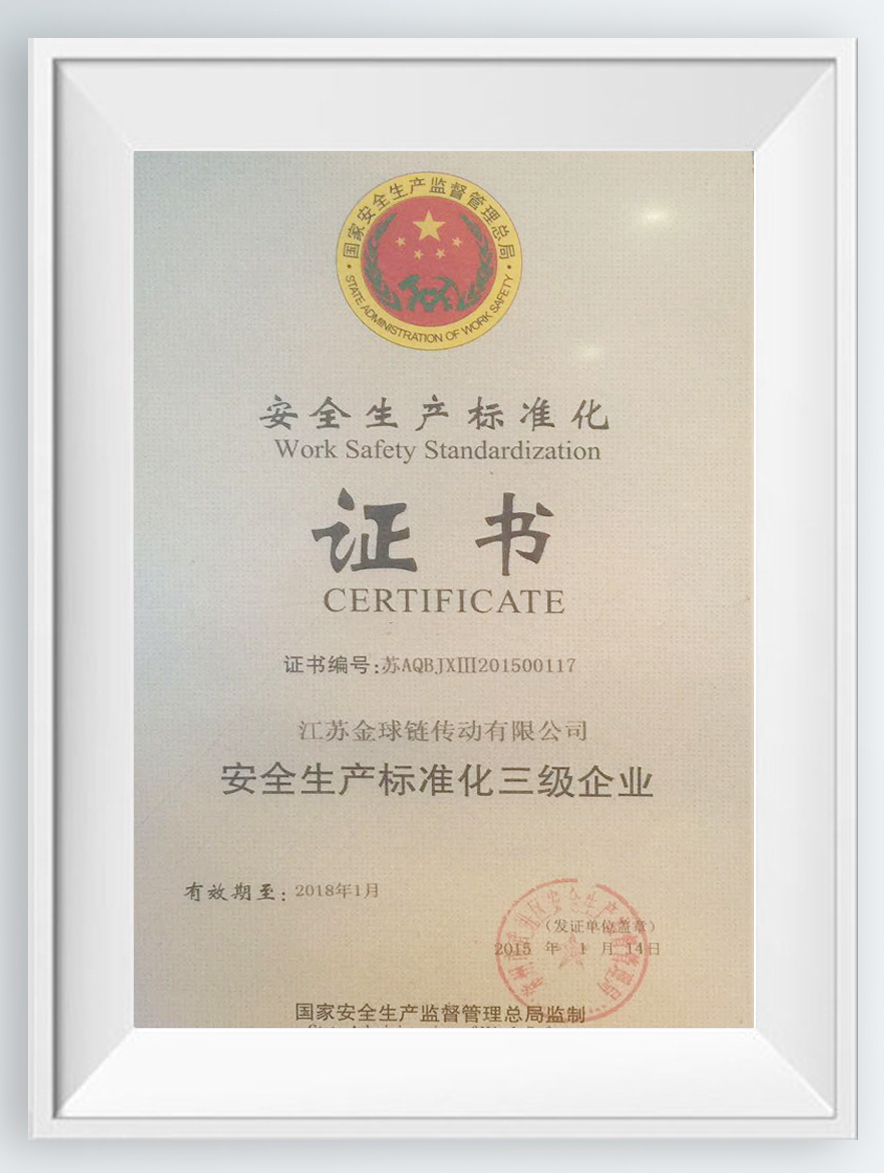 国家安全生产监督管理总局
STATE ADMINISTRATION OF WORK SAFETY
安全生产标准化
Work Safety Standardization
证书
CERTIFICATE
证书编号:苏AQBJXⅢ201500117
江苏金球链传动有限公司
安全生产标准化三级企业
有效期至: 2018年1月
（发证单位盖章）
2015 年 1 月 14日
国家安全生产监督管理总局监制